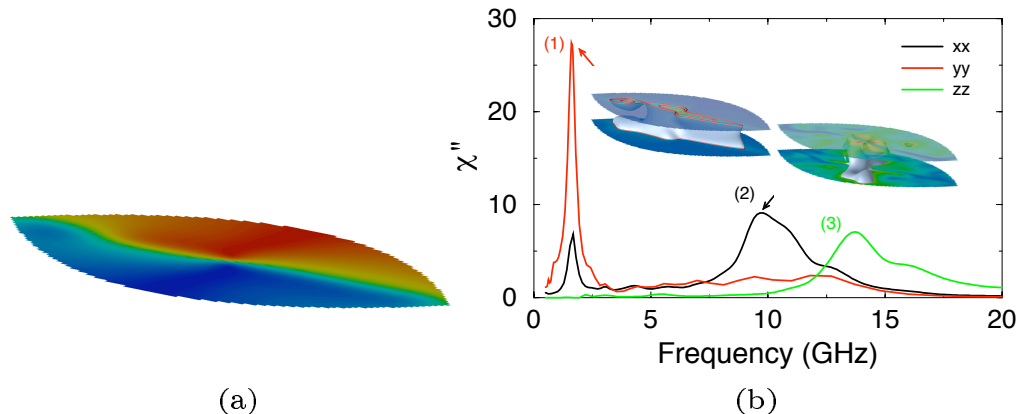 30
(1)
xx
yy
zz
20
χ"
(2)
10
(3)
0
0 5 10 15 20
Frequency (GHz)
(a) (b)